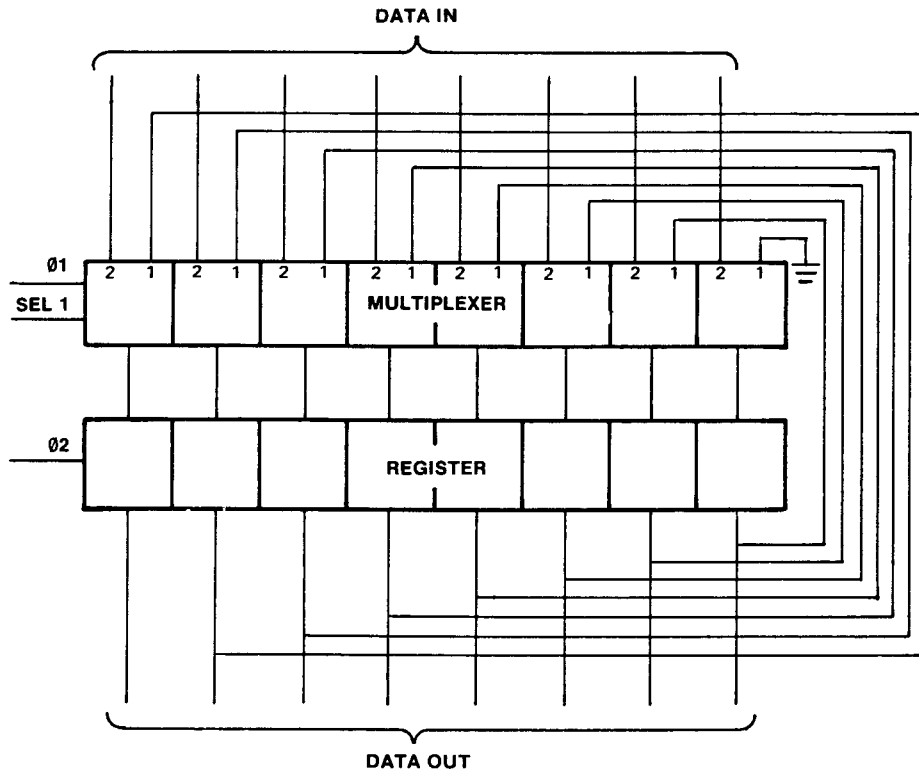 DATA IN
Ø1
2 1 2 1 2 1 2 1 2 1 2 1 2 1 2 1
SEL 1
MULTIPLEXER
Ø2
REGISTER
DATA OUT